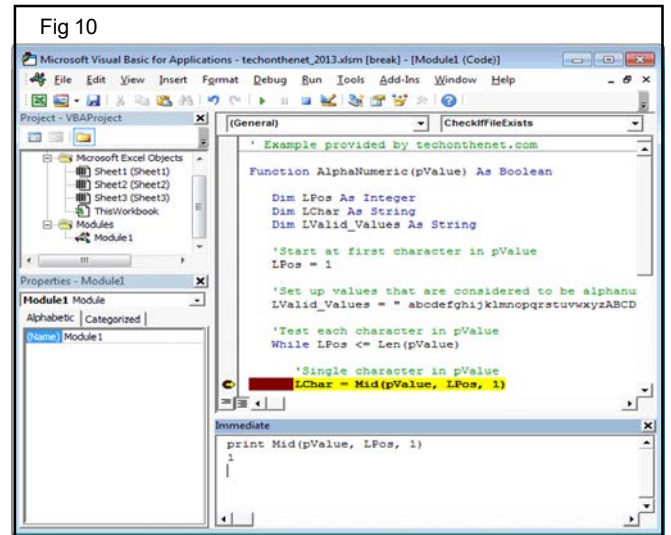 Fig 10
Microsoft Visual Basic for Applications - techonthenet_2013.xlsm [break] - [Module1 (Code)]
File Edit View Insert Format Debug Run Tools Add-Ins Window Help
Project - VBAProject
Microsoft Excel Objects
Sheet1 (Sheet1)
Sheet2 (Sheet2)
Sheet3 (Sheet3)
ThisWorkbook
Modules
Module1
Properties - Module1
Module1 Module
Alphabetic Categorized
(Name) Module1
(General) CheckIfFileExists
' Example provided by techonthenet.com
Function AlphaNumeric(pValue) As Boolean
Dim LPos As Integer
Dim LChar As String
Dim LValid_Values As String
'Start at first character in pValue
LPos = 1
'Set up values that are considered to be alphanu
LValid_Values = " abcdefghijklmnopqrstuvwxyzABCD
'Test each character in pValue
While LPos <= Len(pValue)
'Single character in pValue
LChar = Mid(pValue, LPos, 1)
Immediate
print Mid(pValue, LPos, 1)
1